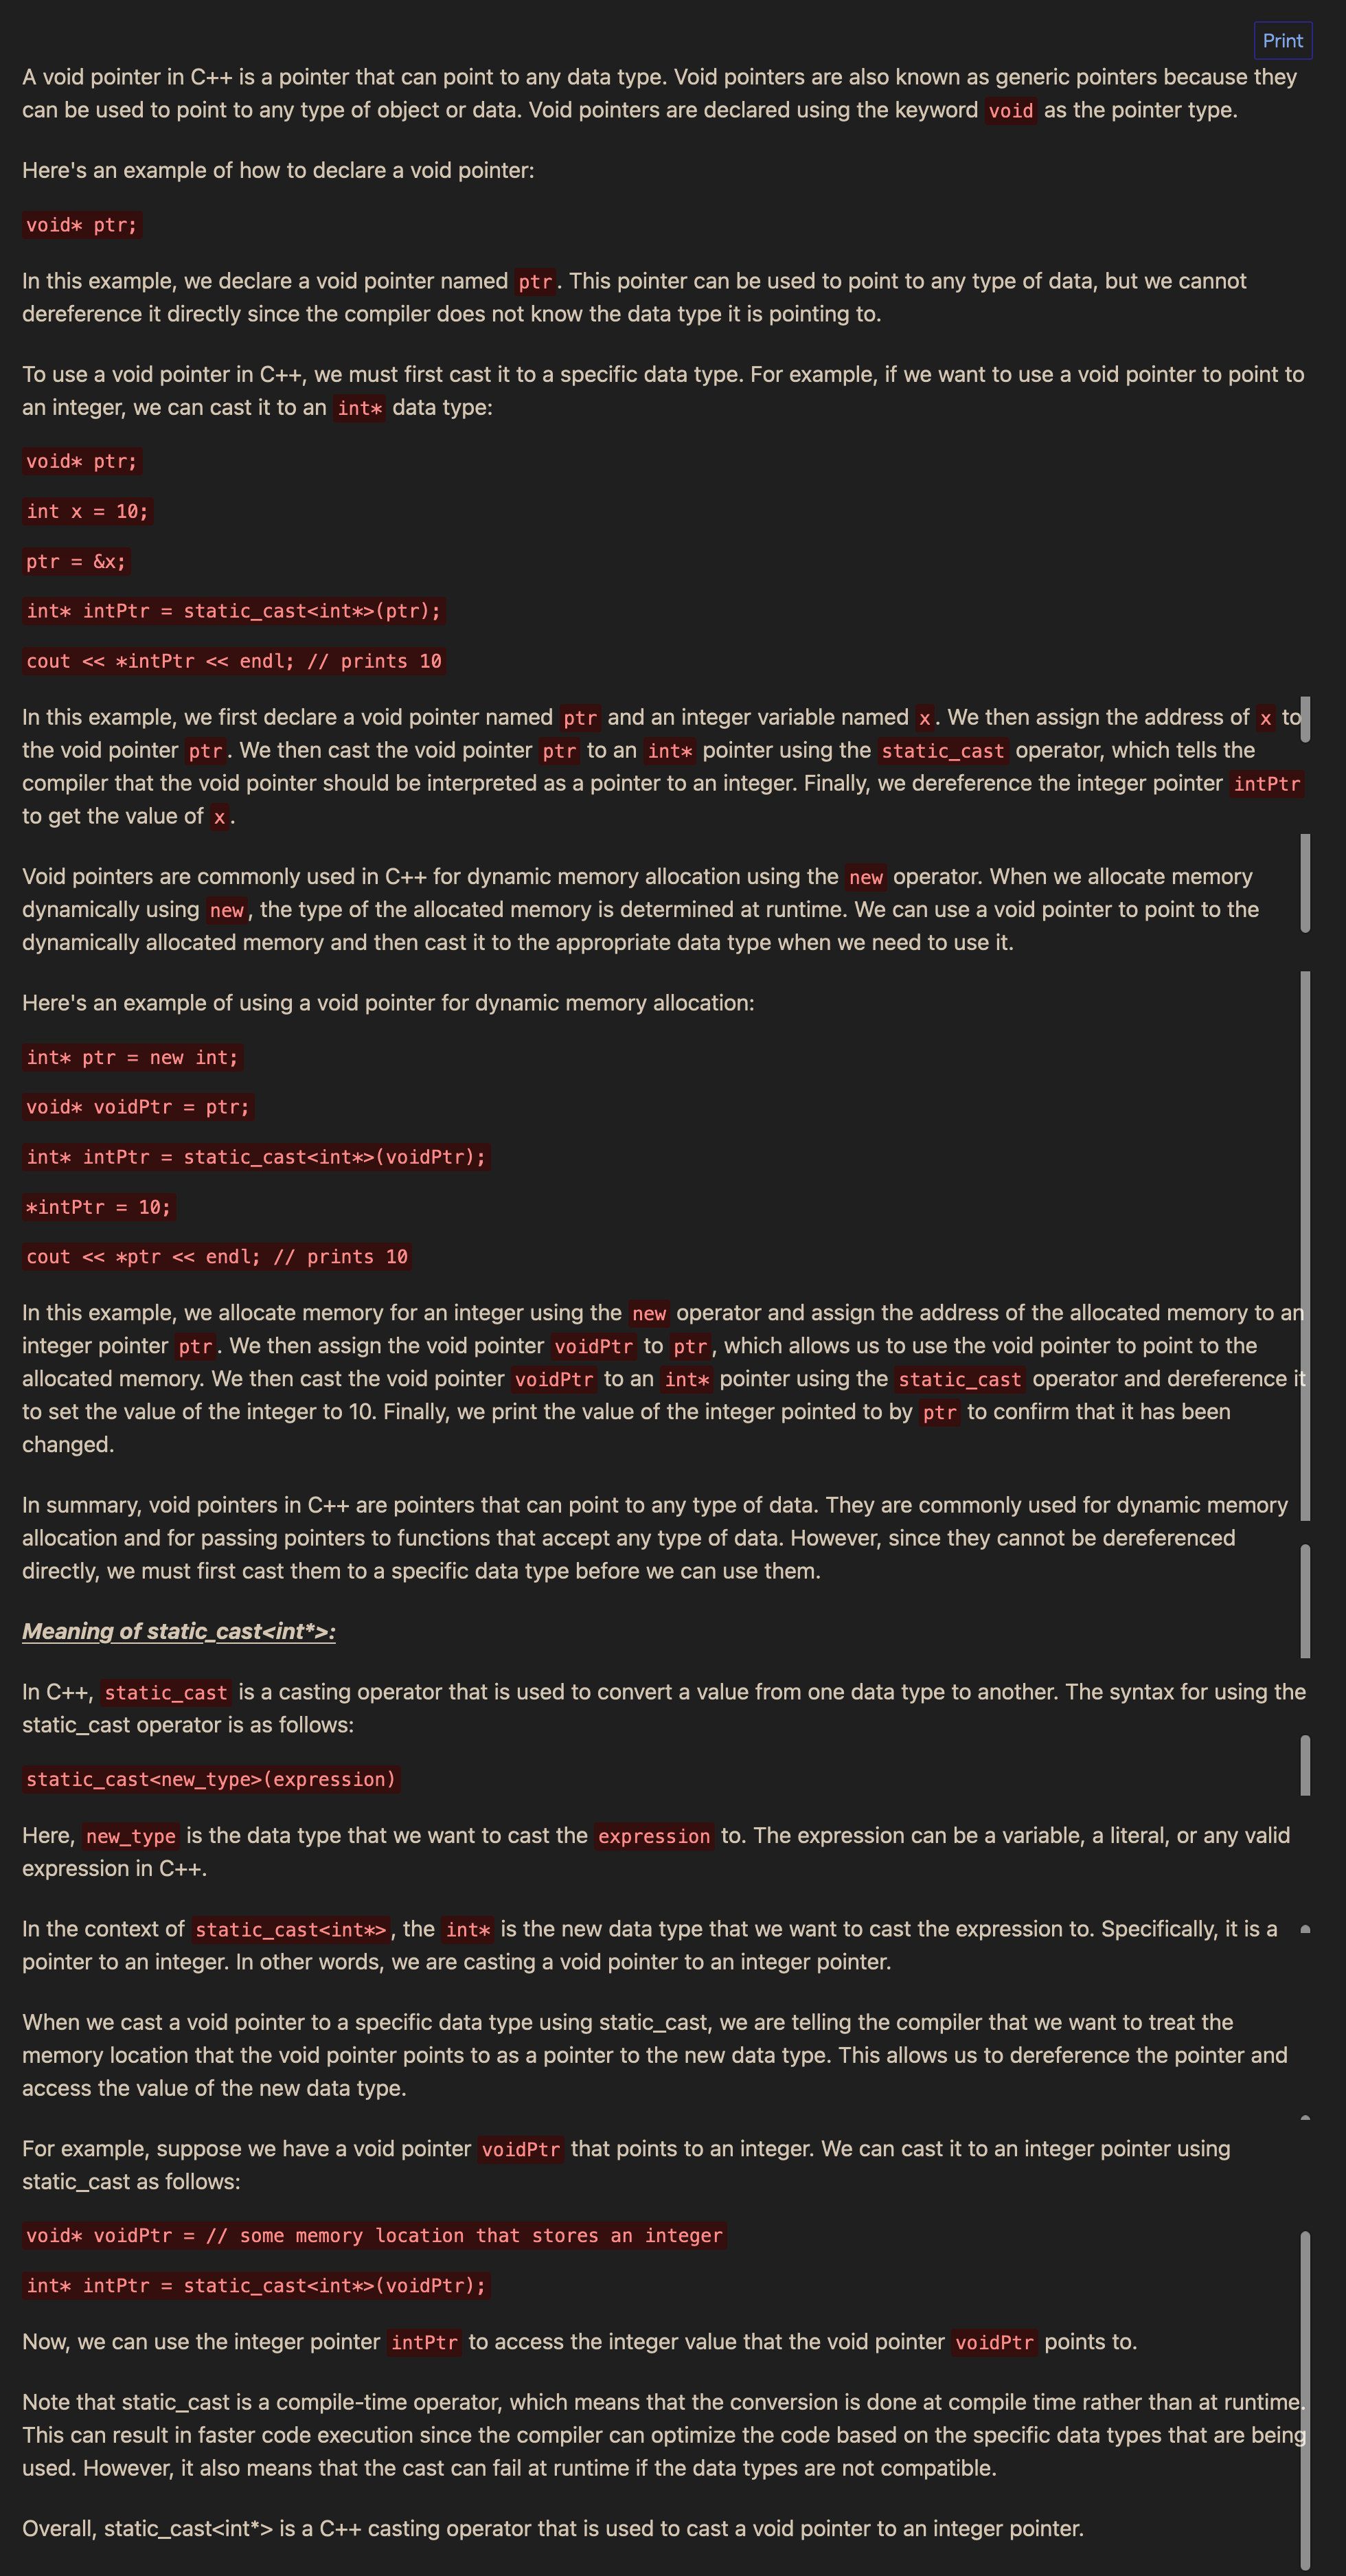 Print
A void pointer in C++ is a pointer that can point to any data type. Void pointers are also known as generic pointers because they
can be used to point to any type of object or data. Void pointers are declared using the keyword void as the pointer type.
Here's an example of how to declare a void pointer:
void* ptr;
In this example, we declare a void pointer named ptr. This pointer can be used to point to any type of data, but we cannot
dereference it directly since the compiler does not know the data type it is pointing to.
To use a void pointer in C++, we must first cast it to a specific data type. For example, if we want to use a void pointer to point to
an integer, we can cast it to an int* data type:
void* ptr;
int x = 10;
ptr = &x;
int* intPtr = static_cast<int*>(ptr);
cout << *intPtr << endl; // prints 10
In this example, we first declare a void pointer named ptr and an integer variable named x. We then assign the address of x to
the void pointer ptr. We then cast the void pointer ptr to an int* pointer using the static_cast operator, which tells the
compiler that the void pointer should be interpreted as a pointer to an integer. Finally, we dereference the integer pointer intPtr
to get the value of x.
Void pointers are commonly used in C++ for dynamic memory allocation using the new operator. When we allocate memory
dynamically using new, the type of the allocated memory is determined at runtime. We can use a void pointer to point to the
dynamically allocated memory and then cast it to the appropriate data type when we need to use it.
Here's an example of using a void pointer for dynamic memory allocation:
int* ptr = new int;
void* voidPtr = ptr;
int* intPtr = static_cast<int*>(voidPtr);
*intPtr = 10;
cout << *ptr << endl; // prints 10
In this example, we allocate memory for an integer using the new operator and assign the address of the allocated memory to an
integer pointer ptr. We then assign the void pointer voidPtr to ptr, which allows us to use the void pointer to point to the
allocated memory. We then cast the void pointer voidPtr to an int* pointer using the static_cast operator and dereference it
to set the value of the integer to 10. Finally, we print the value of the integer pointed to by ptr to confirm that it has been
changed.
In summary, void pointers in C++ are pointers that can point to any type of data. They are commonly used for dynamic memory
allocation and for passing pointers to functions that accept any type of data. However, since they cannot be dereferenced
directly, we must first cast them to a specific data type before we can use them.
Meaning of static_cast<int*>:
In C++, static_cast is a casting operator that is used to convert a value from one data type to another. The syntax for using the
static_cast operator is as follows:
static_cast<new_type>(expression)
Here, new_type is the data type that we want to cast the expression to. The expression can be a variable, a literal, or any valid
expression in C++.
In the context of static_cast<int*>, the int* is the new data type that we want to cast the expression to. Specifically, it is a
pointer to an integer. In other words, we are casting a void pointer to an integer pointer.
When we cast a void pointer to a specific data type using static_cast, we are telling the compiler that we want to treat the
memory location that the void pointer points to as a pointer to the new data type. This allows us to dereference the pointer and
access the value of the new data type.
For example, suppose we have a void pointer voidPtr that points to an integer. We can cast it to an integer pointer using
static_cast as follows:
void* voidPtr = // some memory location that stores an integer
int* intPtr = static_cast<int*>(voidPtr);
Now, we can use the integer pointer intPtr to access the integer value that the void pointer voidPtr points to.
Note that static_cast is a compile-time operator, which means that the conversion is done at compile time rather than at runtime.
This can result in faster code execution since the compiler can optimize the code based on the specific data types that are being
used. However, it also means that the cast can fail at runtime if the data types are not compatible.
Overall, static_cast<int*> is a C++ casting operator that is used to cast a void pointer to an integer pointer.